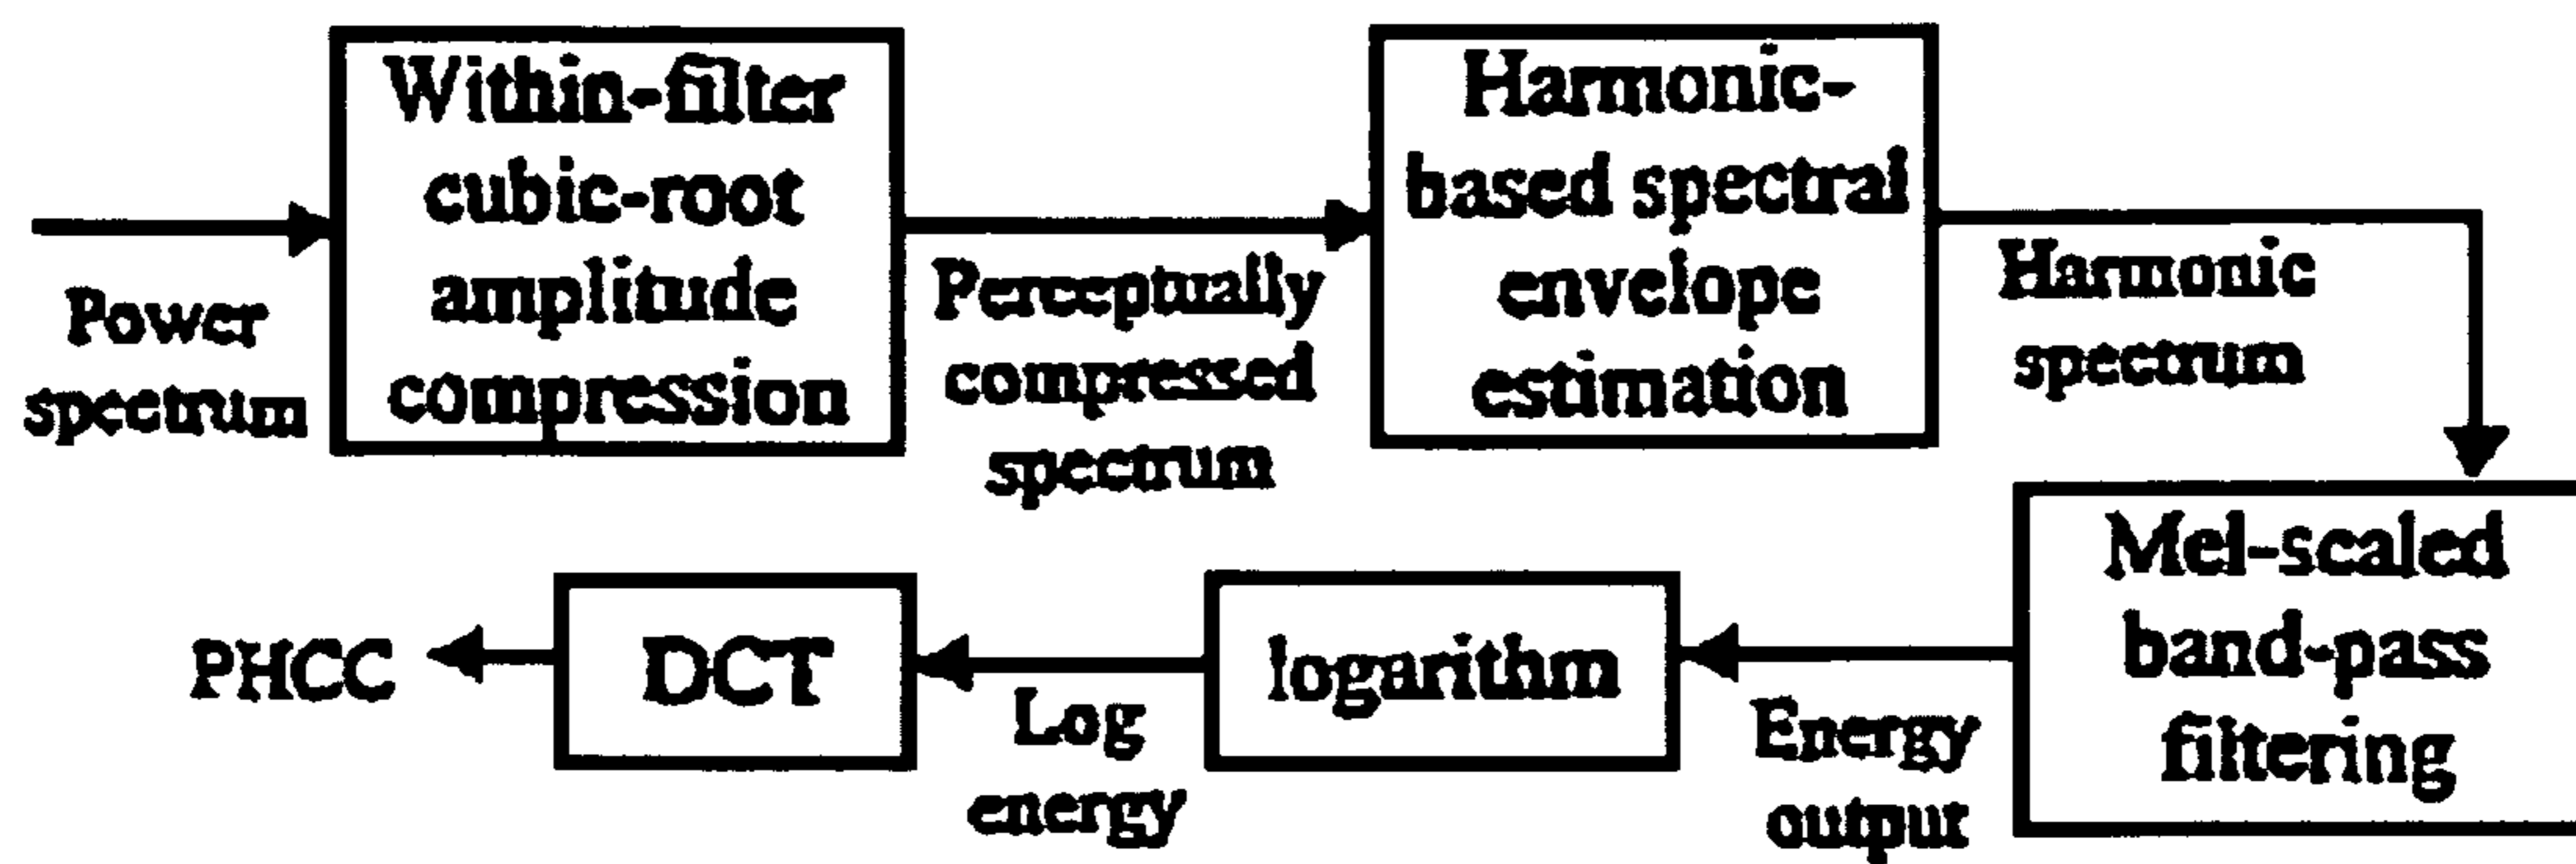 Within-filter
cubic-root
amplitude
compression
Power
spectrum
Perceptually
compressed
spectrum
Harmonic-
based spectral
envelope
estimation
Harmonic
spectrum
Mel-scaled
band-pass
filtering
Energy
output
logarithm
Log
energy
DCT
PHCC